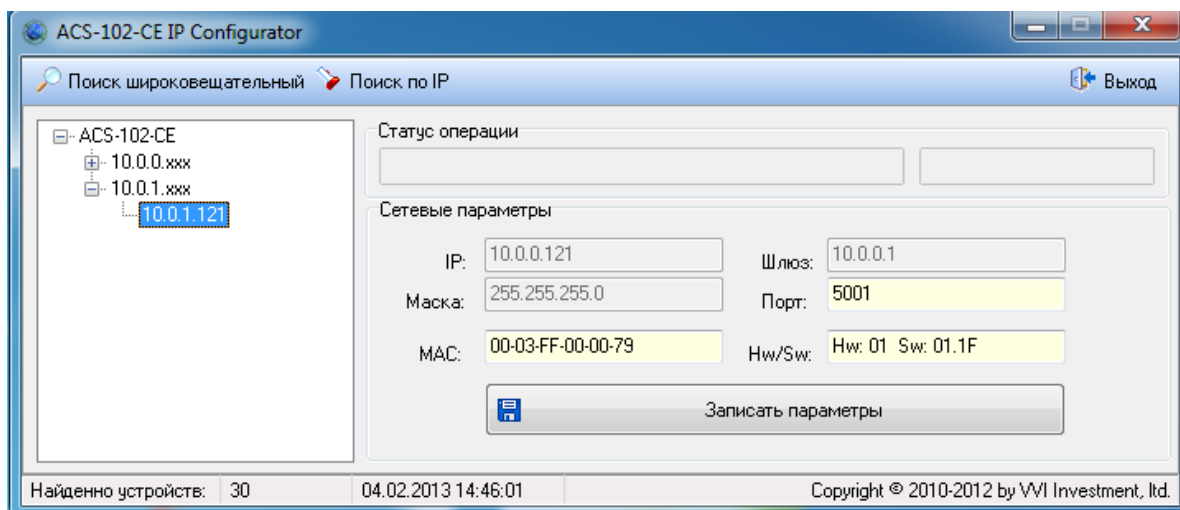 ACS-102-CE IP Configurator
Поиск широковещательный Поиск по IP Выход
ACS-102-CE
10.0.0.xxx
10.0.1.xxx
10.0.1.121
Статус операции
Сетевые параметры
IP: 10.0.0.121 Шлюз: 10.0.0.1
Маска: 255.255.255.0 Порт: 5001
MAC: 00-03-FF-00-00-79 Hw/Sw: Hw: 01 Sw: 01.1F
Записать параметры
Найденно устройств: 30 04.02.2013 14:46:01 Copyright © 2010-2012 by VVI Investment, ltd.